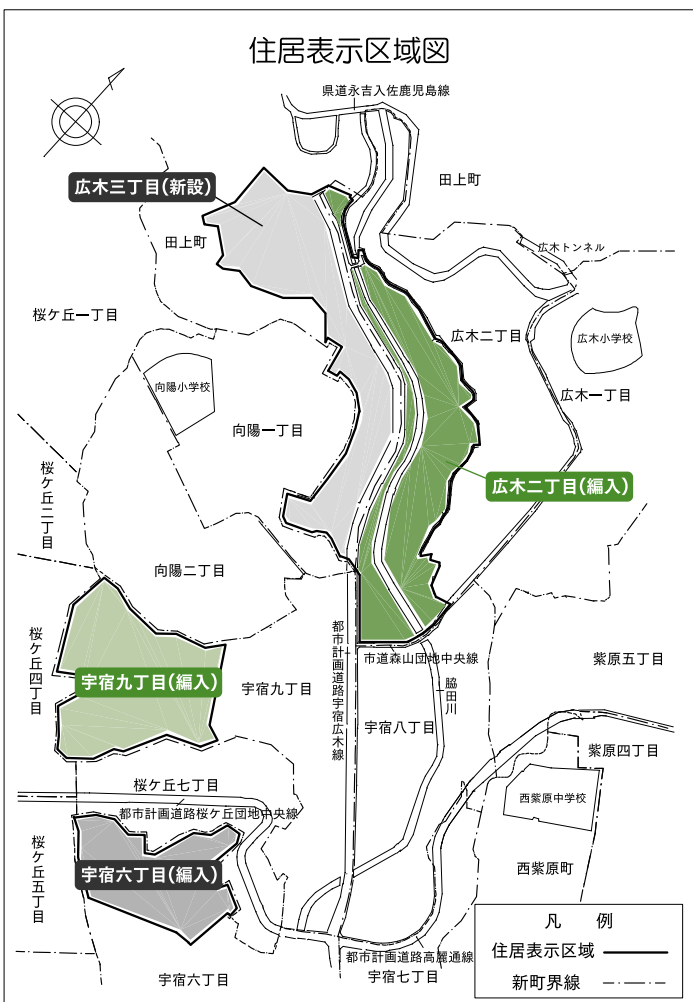 住居表示区域図
県道永吉入佐鹿児島線
田上町
広木三丁目(新設)
田上町
広木トンネル
桜ケ丘一丁目
広木二丁目
広木小学校
向陽小学校
広木一丁目
向陽一丁目
桜ケ丘二丁目
広木二丁目(編入)
向陽二丁目
桜ケ丘四丁目
都市計画道路宇宿広木線
市道森山団地中央線
紫原五丁目
宇宿九丁目(編入)
宇宿九丁目
脇田川
宇宿八丁目
紫原四丁目
桜ケ丘七丁目
西紫原中学校
都市計画道路桜ケ丘団地中央線
桜ケ丘五丁目
宇宿六丁目(編入)
西紫原町
凡 例
住居表示区域
都市計画道路高麗通線
宇宿六丁目
宇宿七丁目
新町界線